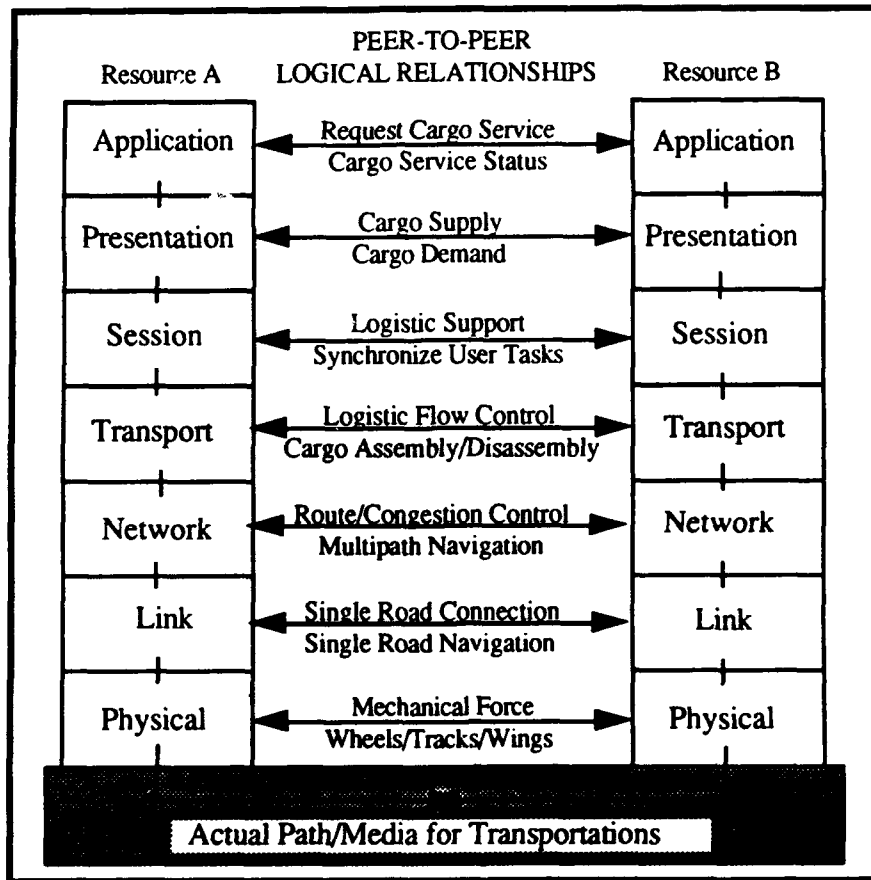 PEER-TO-PEER
Resource A LOGICAL RELATIONSHIPS Resource B
Application Request Cargo Service Application
Cargo Service Status
Presentation Cargo Supply Presentation
Cargo Demand
Session Logistic Support Session
Synchronize User Tasks
Transport Logistic Flow Control Transport
Cargo Assembly/Disassembly
Network Route/Congestion Control Network
Multipath Navigation
Link Single Road Connection Link
Single Road Navigation
Physical Mechanical Force Physical
Wheels/Tracks/Wings
Actual Path/Media for Transportations